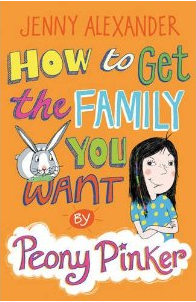 JENNY ALEXANDER
HOW to GET
the FAMILY
YOU
WANT
BY
Peony Pinker